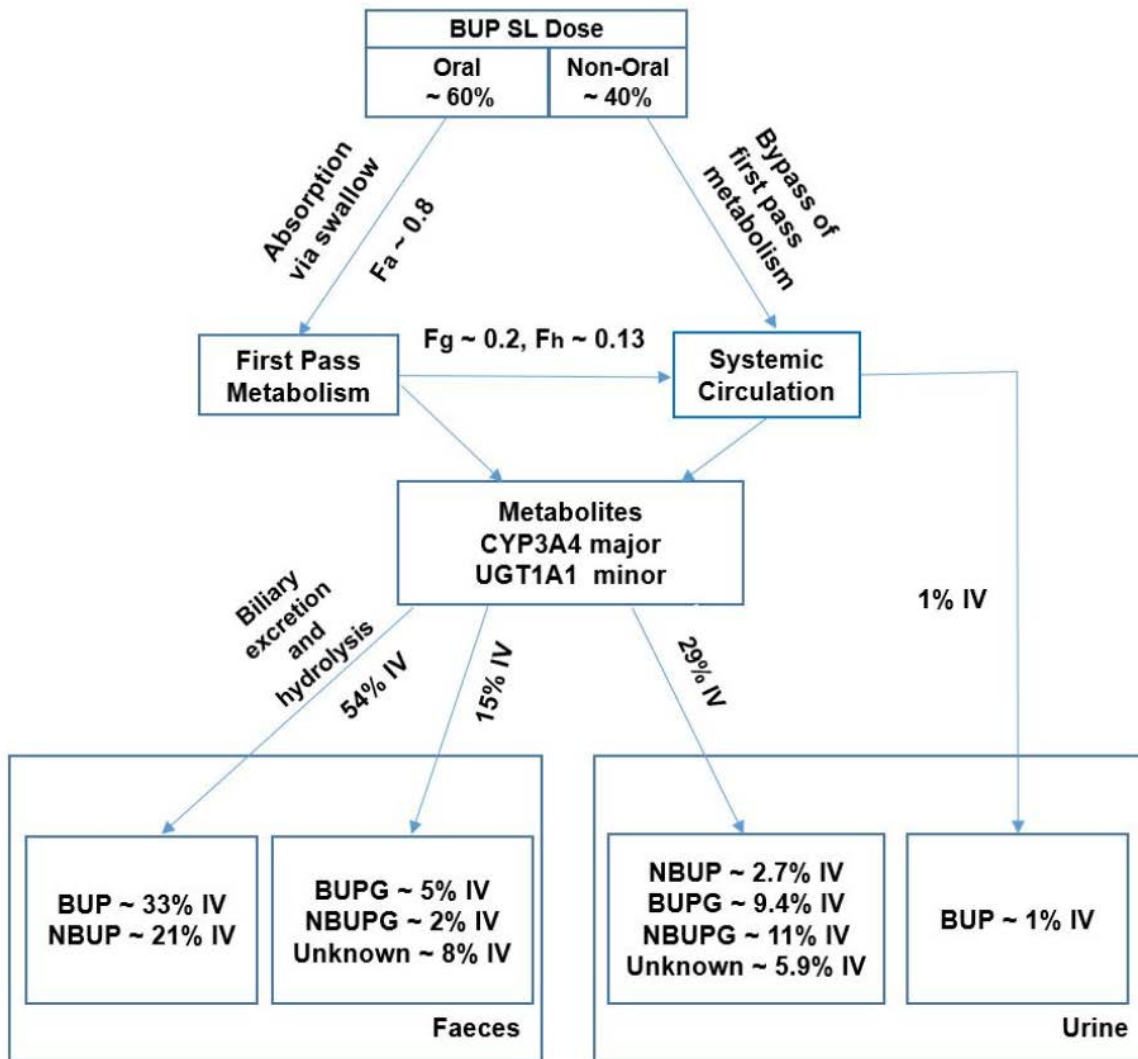 BUP SL Dose
Oral
~ 60%
Non-Oral
~ 40%
Absorption
via swallow
Fa ~ 0.8
Bypass of
first pass
metabolism
First Pass
Metabolism
Fg ~ 0.2, Fh ~ 0.13
Systemic
Circulation
Metabolites
CYP3A4 major
UGT1A1 minor
Biliary
excretion
and
hydrolysis
54% IV
15% IV
29% IV
1% IV
BUP ~ 33% IV
NBUP ~ 21% IV
BUPG ~ 5% IV
NBUPG ~ 2% IV
Unknown ~ 8% IV
Faeces
NBUP ~ 2.7% IV
BUPG ~ 9.4% IV
NBUPG ~ 11% IV
Unknown ~ 5.9% IV
BUP ~ 1% IV
Urine